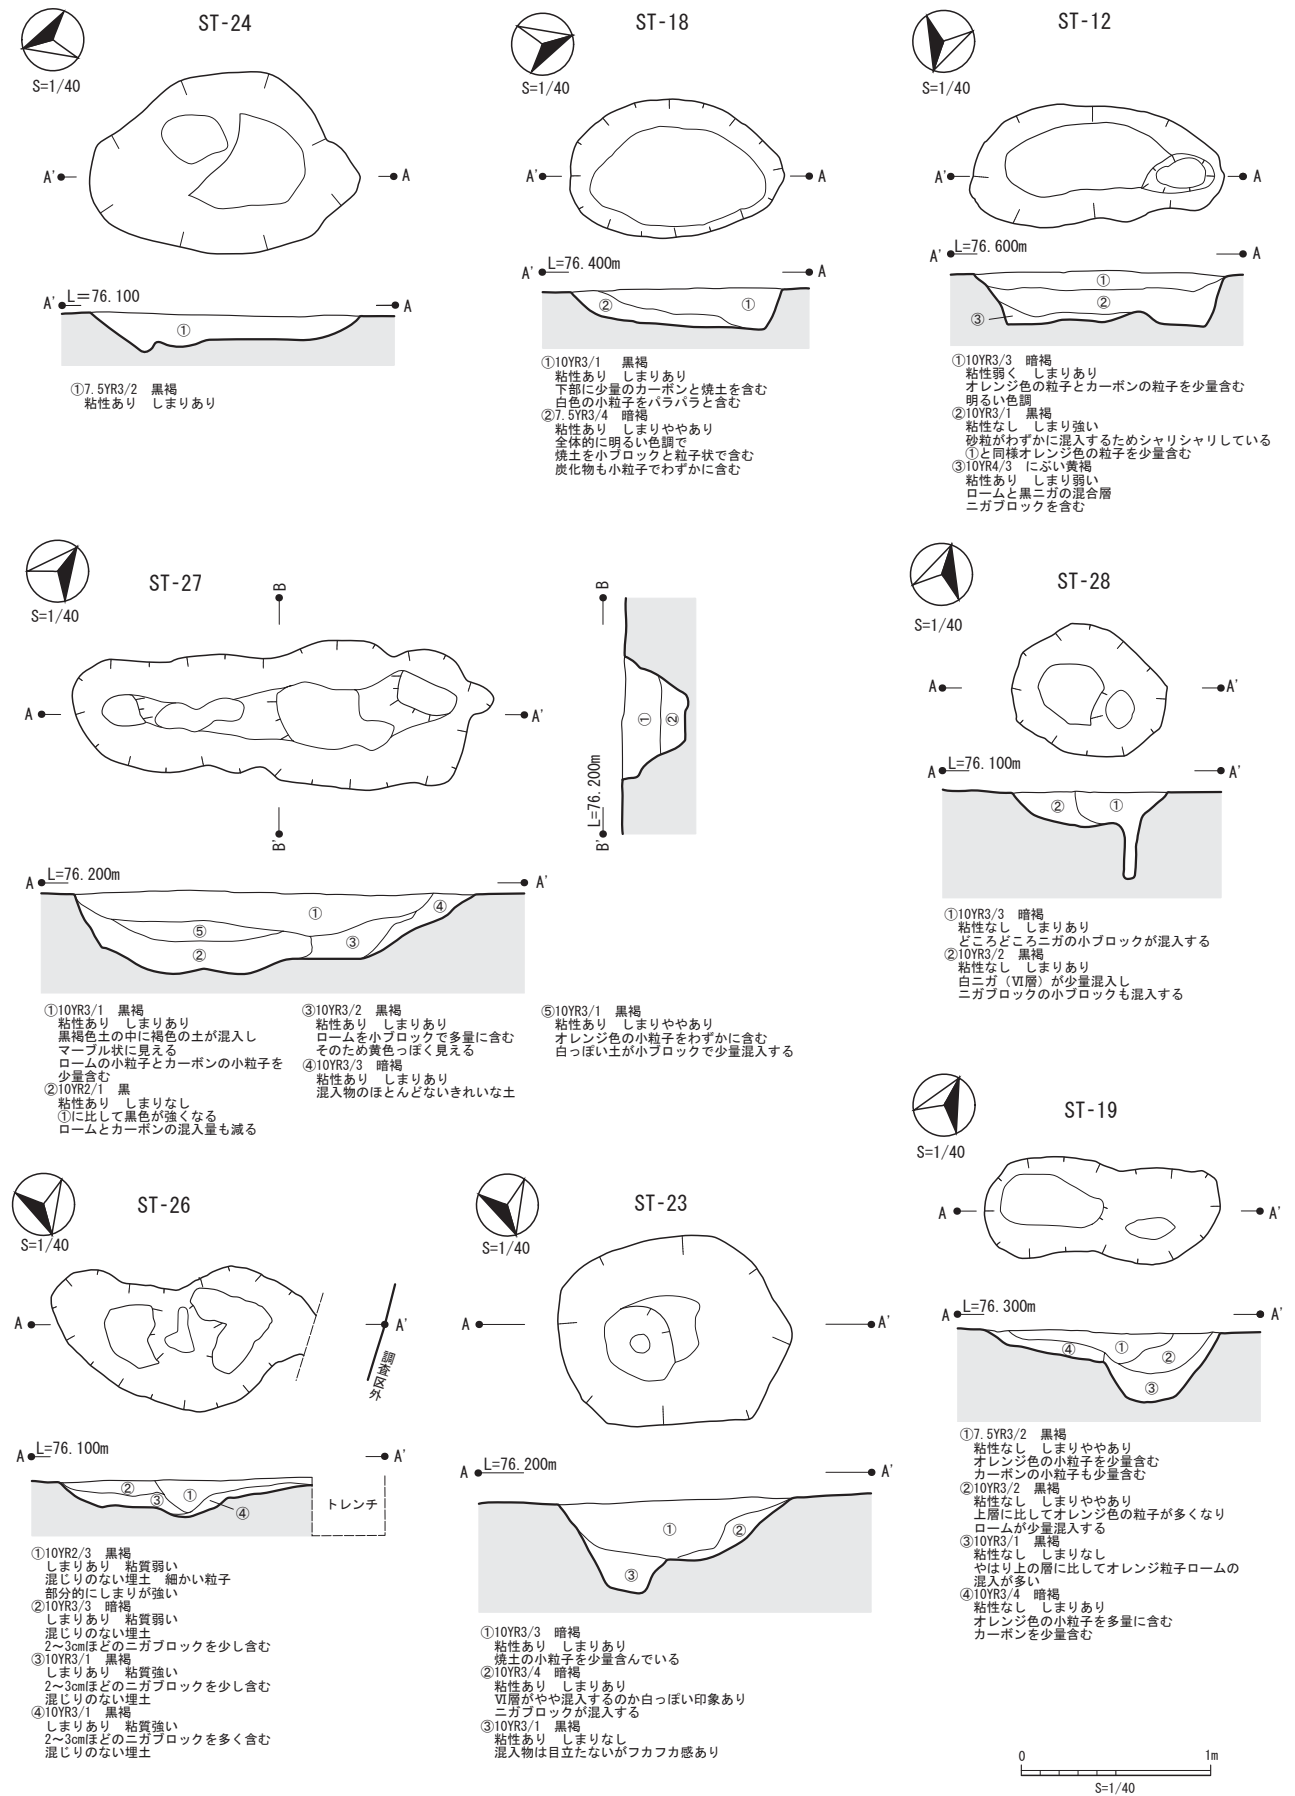 ST-24
S=1/40
A'
A
A'
L=76.100
A
①
①7.5YR3/2 黒褐
粘性あり しまりあり
ST-18
S=1/40
A'
A
A'
L=76.400m
A
②
①
①10YR3/1 黒褐
粘性あり しまりあり
下部に少量のカーボンと焼土を含む
白色の小粒子をパラパラと含む
②7.5YR3/4 暗褐
粘性あり しまりややあり
全体的に明るい色調で
焼土を小ブロックと粒子状で含む
炭化物も小粒子でわずかに含む
ST-12
S=1/40
A'
A
A'
L=76.600m
A
①
②
③
①10YR3/3 暗褐
粘性弱く しまりあり
オレンジ色の粒子とカーボンの粒子を少量含む
明るい色調
②10YR3/1 黒褐
粘性なし しまり強い
砂粒がわずかに混入するためシャリシャリしている
①と同様オレンジ色の粒子を少量含む
③10YR4/3 にぶい黄褐
粘性あり しまり弱い
ロームと黒ニガの混合層
ニガブロックを含む
ST-27
S=1/40
B
B'
A
A'
B
①
②
L=76.200m
B'
A
L=76.200m
A'
①
④
⑤
③
②
①10YR3/1 黒褐
粘性あり しまりあり
黒褐色土の中に褐色の土が混入し
マーブル状に見える
ロームの小粒子とカーボンの小粒子を
少量含む
②10YR2/1 黒
粘性あり しまりなし
①に比して黒色が強くなる
ロームとカーボンの混入量も減る
③10YR3/2 黒褐
粘性あり しまりあり
ロームを小ブロックで多量に含む
そのため黄色っぽく見える
④10YR3/3 暗褐
粘性あり しまりあり
混入物のほとんどないきれいな土
⑤10YR3/1 黒褐
粘性あり しまりややあり
オレンジ色の小粒子をわずかに含む
白っぽい土が小ブロックで少量混入する
ST-28
S=1/40
A
A'
A
L=76.100m
A'
②
①
①10YR3/3 暗褐
粘性なし しまりあり
どころどころニガの小ブロックが混入する
②10YR3/2 黒褐
粘性なし しまりあり
白ニガ(Ⅵ層)が少量混入し
ニガブロックの小ブロックも混入する
ST-19
S=1/40
A
A'
A
L=76.300m
A'
④
①
②
③
①7.5YR3/2 黒褐
粘性なし しまりややあり
オレンジ色の小粒子を少量含む
カーボンの小粒子も少量含む
②10YR3/2 黒褐
粘性なし しまりややあり
上層に比してオレンジ色の粒子が多くなり
ロームが少量混入する
③10YR3/1 黒褐
粘性なし しまりなし
やはり上の層に比してオレンジ粒子ロームの
混入が多い
④10YR3/4 暗褐
粘性なし しまりあり
オレンジ色の小粒子を多量に含む
カーボンを少量含む
ST-26
S=1/40
A
A'
調査区外
A
L=76.100m
A'
②
①
③
④
トレンチ
①10YR2/3 黒褐
しまりあり 粘質弱い
混じりのない埋土 細かい粒子
部分的にしまりが強い
②10YR3/3 暗褐
しまりあり 粘質弱い
混じりのない埋土
2〜3cmほどのニガブロックを少し含む
③10YR3/1 黒褐
しまりあり 粘質強い
2〜3cmほどのニガブロックを少し含む
混じりのない埋土
④10YR3/1 黒褐
しまりあり 粘質強い
2〜3cmほどのニガブロックを多く含む
混じりのない埋土
ST-23
S=1/40
A
A'
A
L=76.200m
A'
①
②
③
①10YR3/3 暗褐
粘性あり しまりあり
焼土の小粒子を少量含んでいる
②10YR3/4 暗褐
粘性あり しまりあり
Ⅵ層がやや混入するのか白っぽい印象あり
ニガブロックが混入する
③10YR3/1 黒褐
粘性あり しまりなし
混入物は目立たないがフカフカ感あり
0
1m
S=1/40